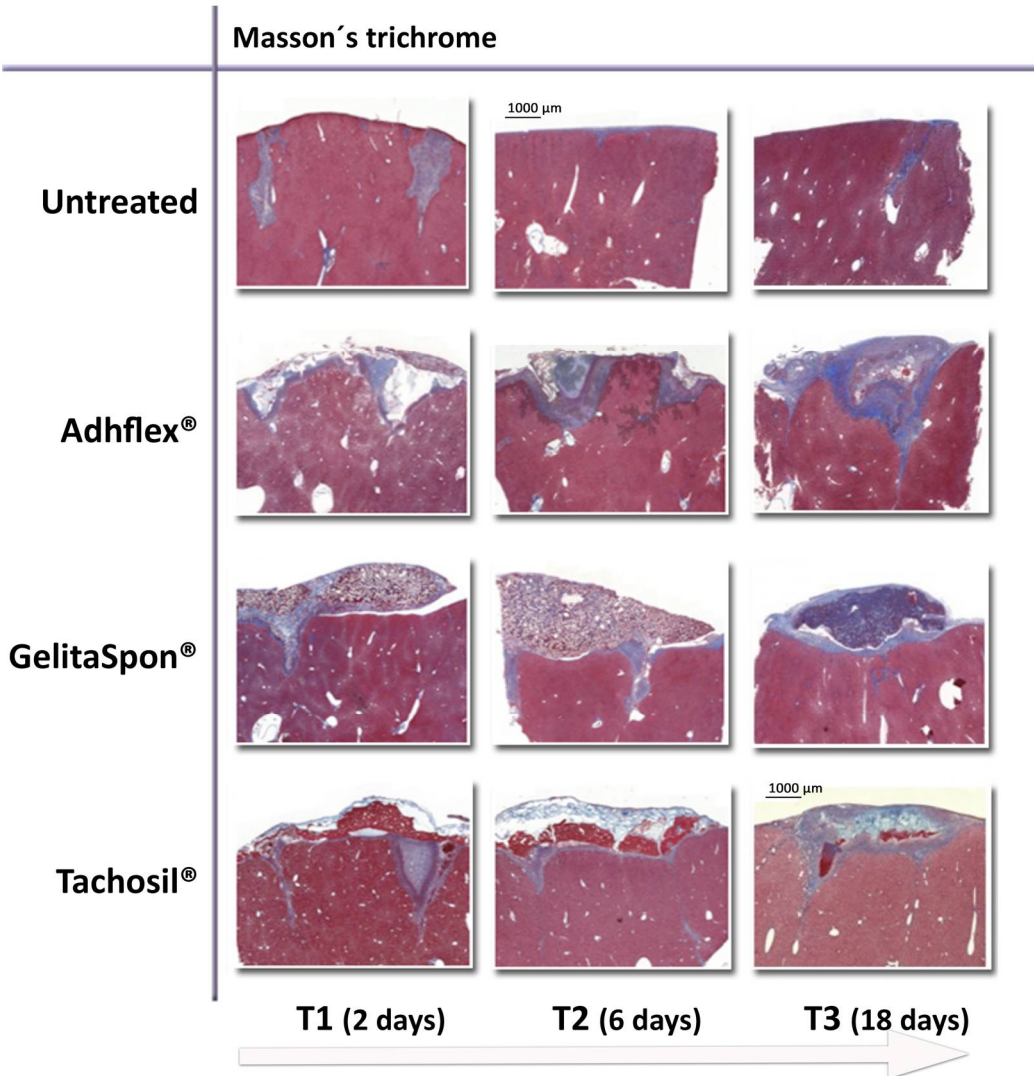 Masson´s trichrome
1000 µm
Untreated
Adhflex®
GelitaSpon®
1000 µm
Tachosil®
T1 (2 days) T2 (6 days) T3 (18 days)